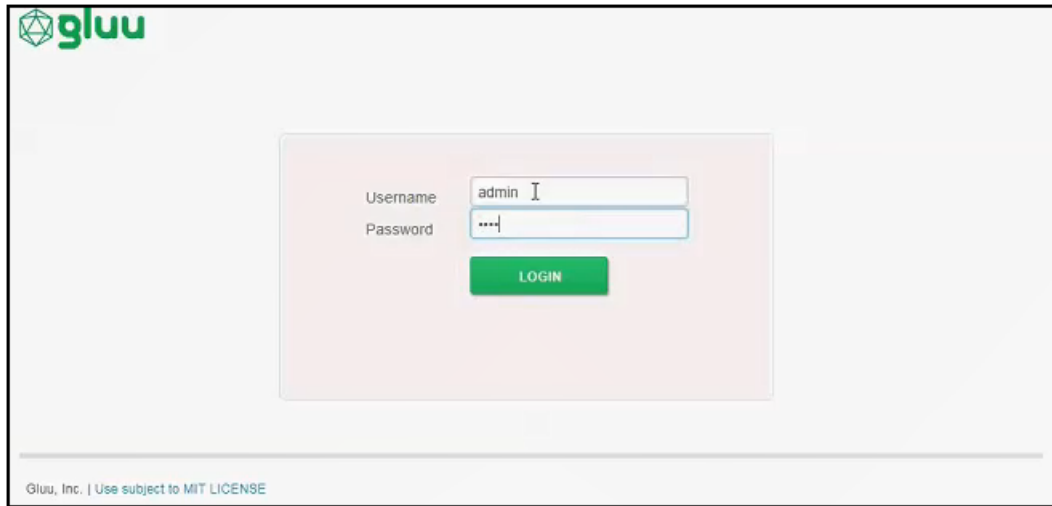 gluu
Username admin
Password ••••
LOGIN
Gluu, Inc. | Use subject to MIT LICENSE